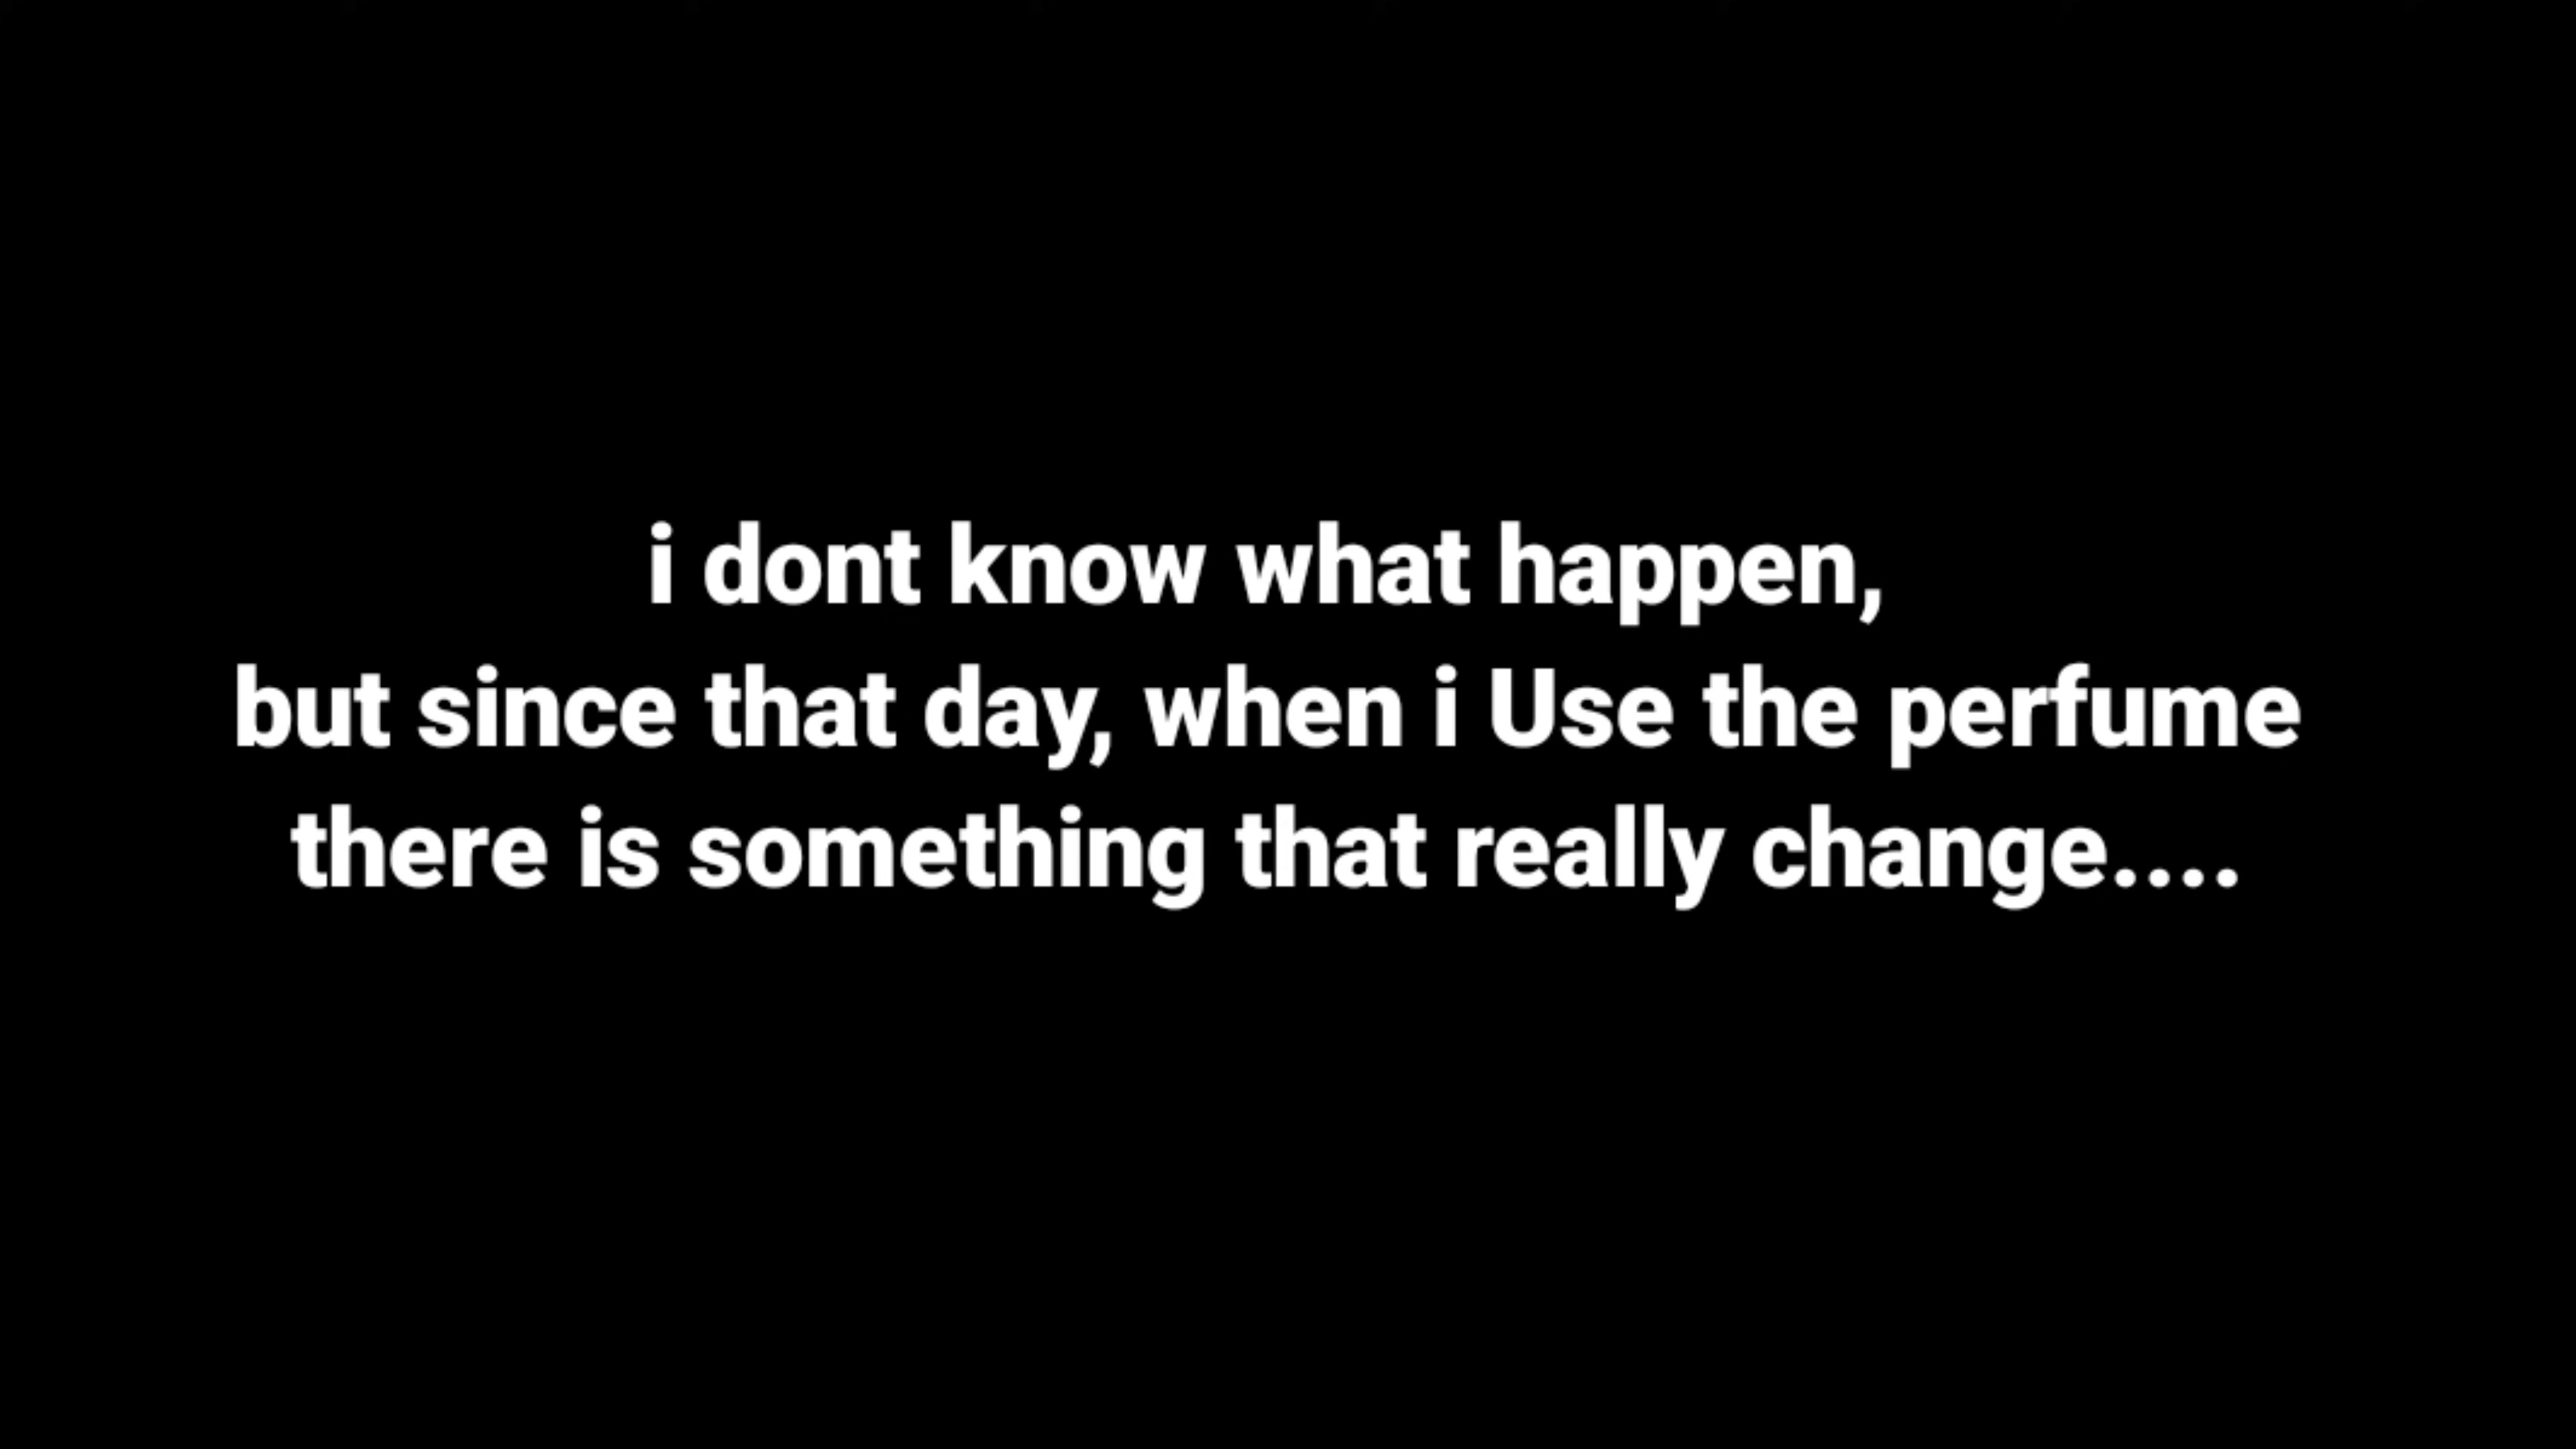 i dont know what happen,
but since that day, when i Use the perfume
there is something that really change....